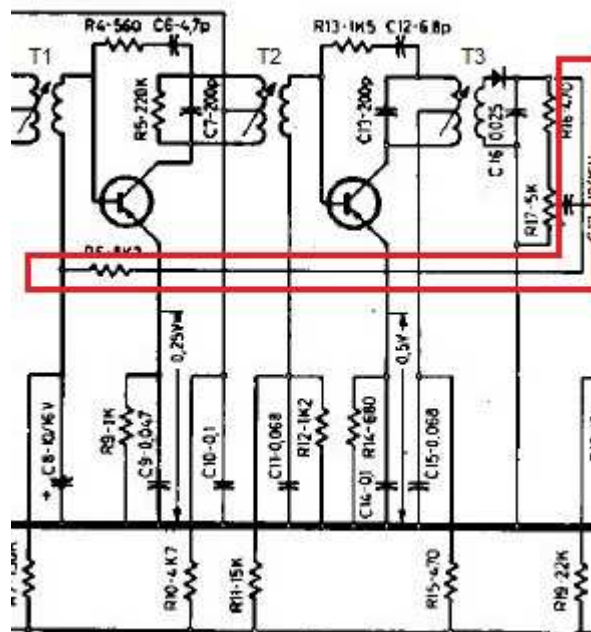 R4-560 C6-4,7p
R13-1K5 C12-6,8p
T1
T2
T3
R5-220K
C7-200p
C13-200p
C16 0,025
R16-470
R17-5K
0,25V
0,5V
C8-10/16V
+
R9-1K
C9-0,047
C10-0,1
C11-0,068
R12-1K2
R14-680
C14-0,1
C15-0,068
R10-4K7
R11-15K
R15-470
R19-22K